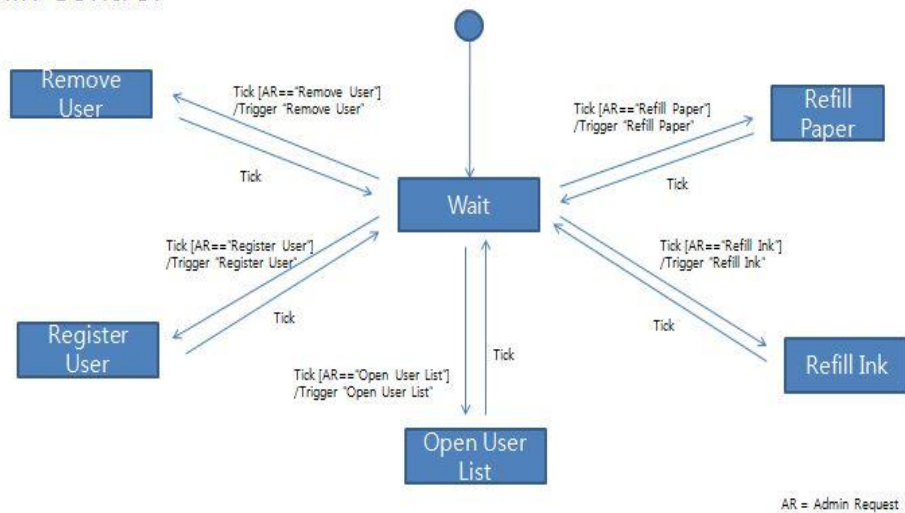 Remove
User
Tick [AR=="Remove User"]
/Trigger "Remove User"
Tick
Tick [AR=="Refill Paper"]
/Trigger "Refill Paper"
Tick
Refill
Paper
Wait
Tick [AR=="Register User"]
/Trigger "Register User"
Tick
Register
User
Tick [AR=="Refill Ink"]
/Trigger "Refill Ink"
Tick
Refill Ink
Tick [AR=="Open User List"]
/Trigger "Open User List"
Tick
Open User
List
AR = Admin Request